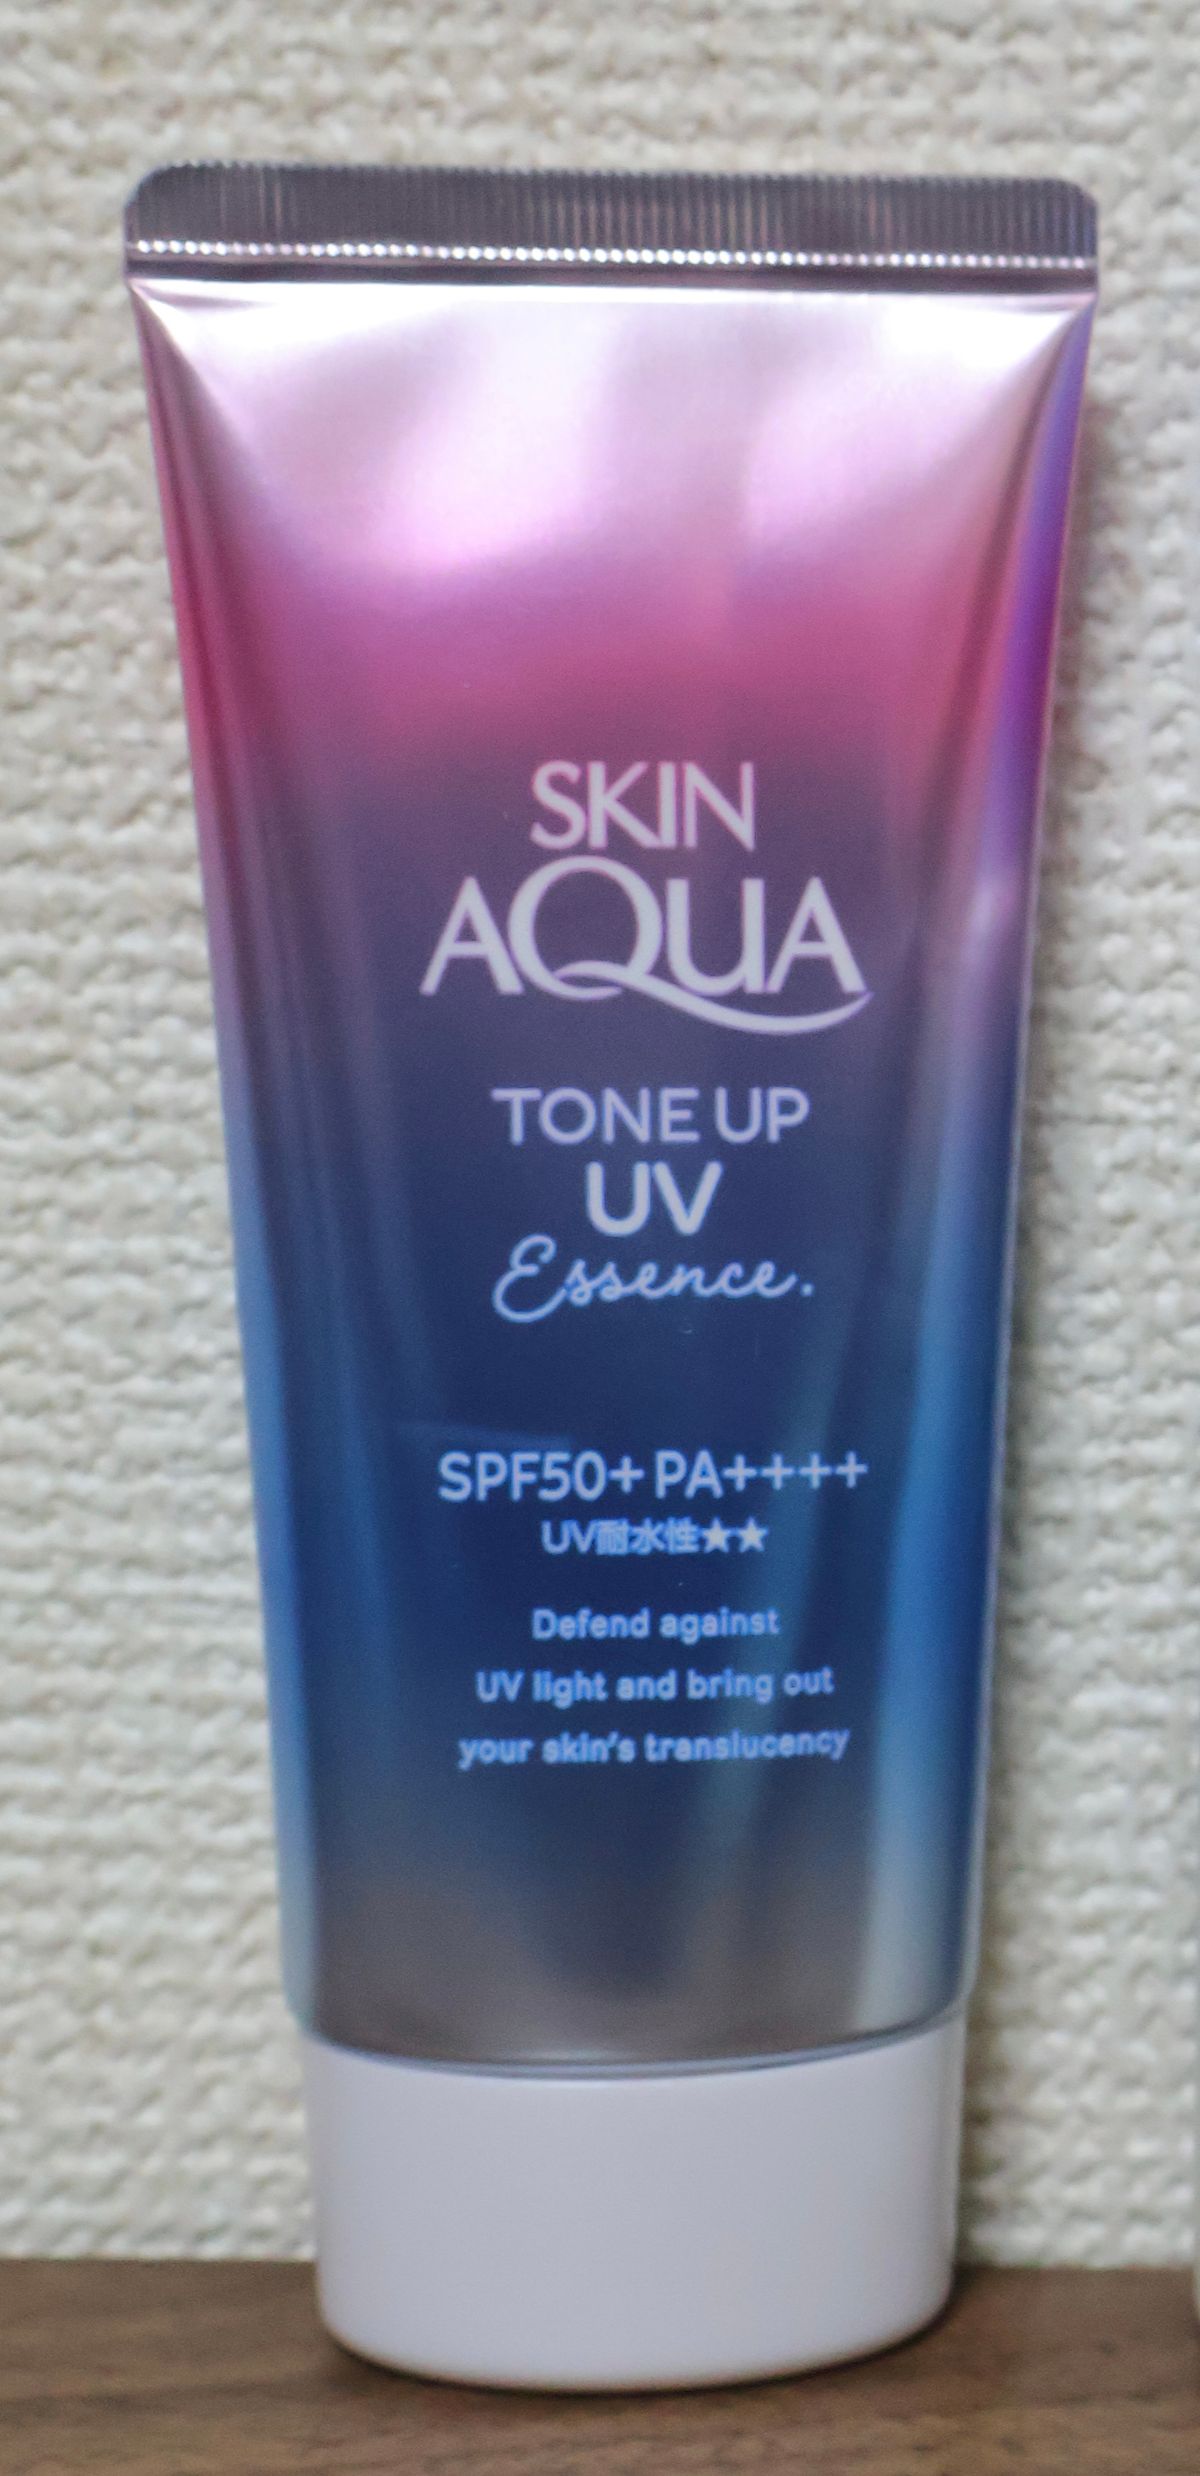 SKIN
AQUA
TONE UP
UV
Essence.
SPF50+ PA++++
UV耐水性★★
Defend against
UV light and bring out
your skin's translucency